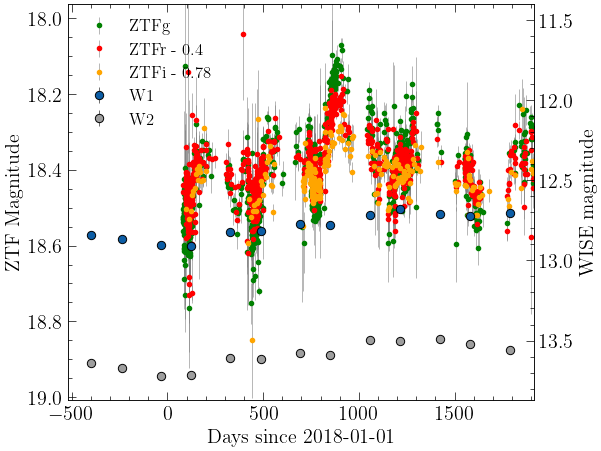 ZTFg
ZTFr - 0.4
ZTFi - 0.78
W1
W2
18.0
18.2
18.4
18.6
18.8
19.0
ZTF Magnitude
11.5
12.0
12.5
13.0
13.5
WISE magnitude
−500
0
500
1000
1500
Days since 2018-01-01